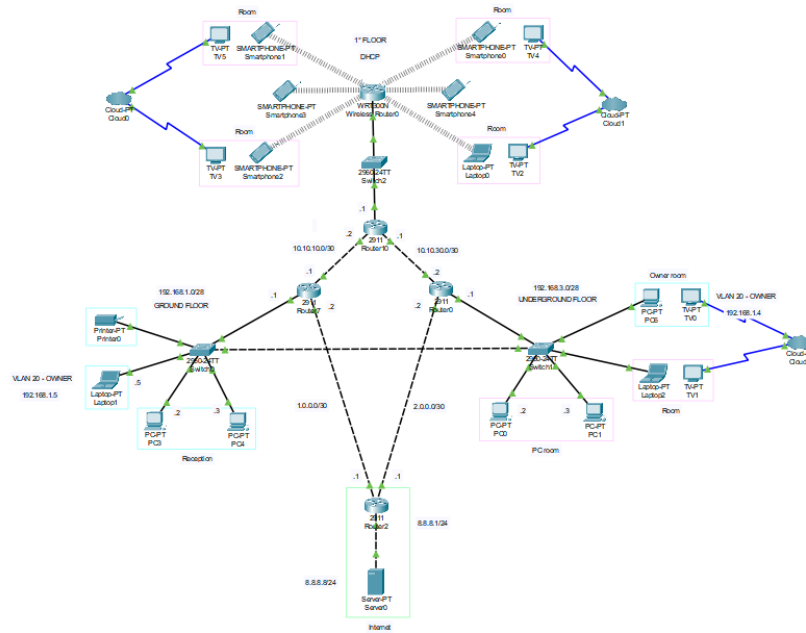 Room
TV-PT
TV5
SMARTPHONE-PT
Smartphone1
Cloud-PT
Cloud0
SMARTPHONE-PT
Smartphone3
Room
TV-PT
TV3
SMARTPHONE-PT
Smartphone2
1° FLOOR
DHCP
WRT300N
Wireless Router0
Room
SMARTPHONE-PT
Smartphone0
TV-PT
TV4
SMARTPHONE-PT
Smartphone4
Cloud-PT
Cloud1
Room
Laptop-PT
Laptop0
TV-PT
TV2
2960-24TT
Switch2
.1
.2
2911
Router10
.1
10.10.10.0/30
10.10.30.0/30
.1
.2
192.168.1.0/28
GROUND FLOOR
.1
2911
.2
2911
Router0
.2
.1
192.168.3.0/28
UNDERGROUND FLOOR
Owner room
PC-PT
TV-PT
TV0
VLAN 20 - OWNER
192.168.1.4
Printer-PT
Printer0
2960-24TT
VLAN 20 - OWNER
192.168.1.5
Laptop-PT
Laptop1
.5
.2
.3
PC-PT
PC3
PC-PT
PC4
Reception
2960-24TT
Laptop-PT
Laptop2
TV-PT
TV1
Room
.2
.3
PC-PT
PC0
PC-PT
PC1
PC room
1.0.0.0/30
2.0.0.0/30
.1
.1
2911
Router2
8.8.8.1/24
8.8.8.8/24
Server-PT
Server0
Internet